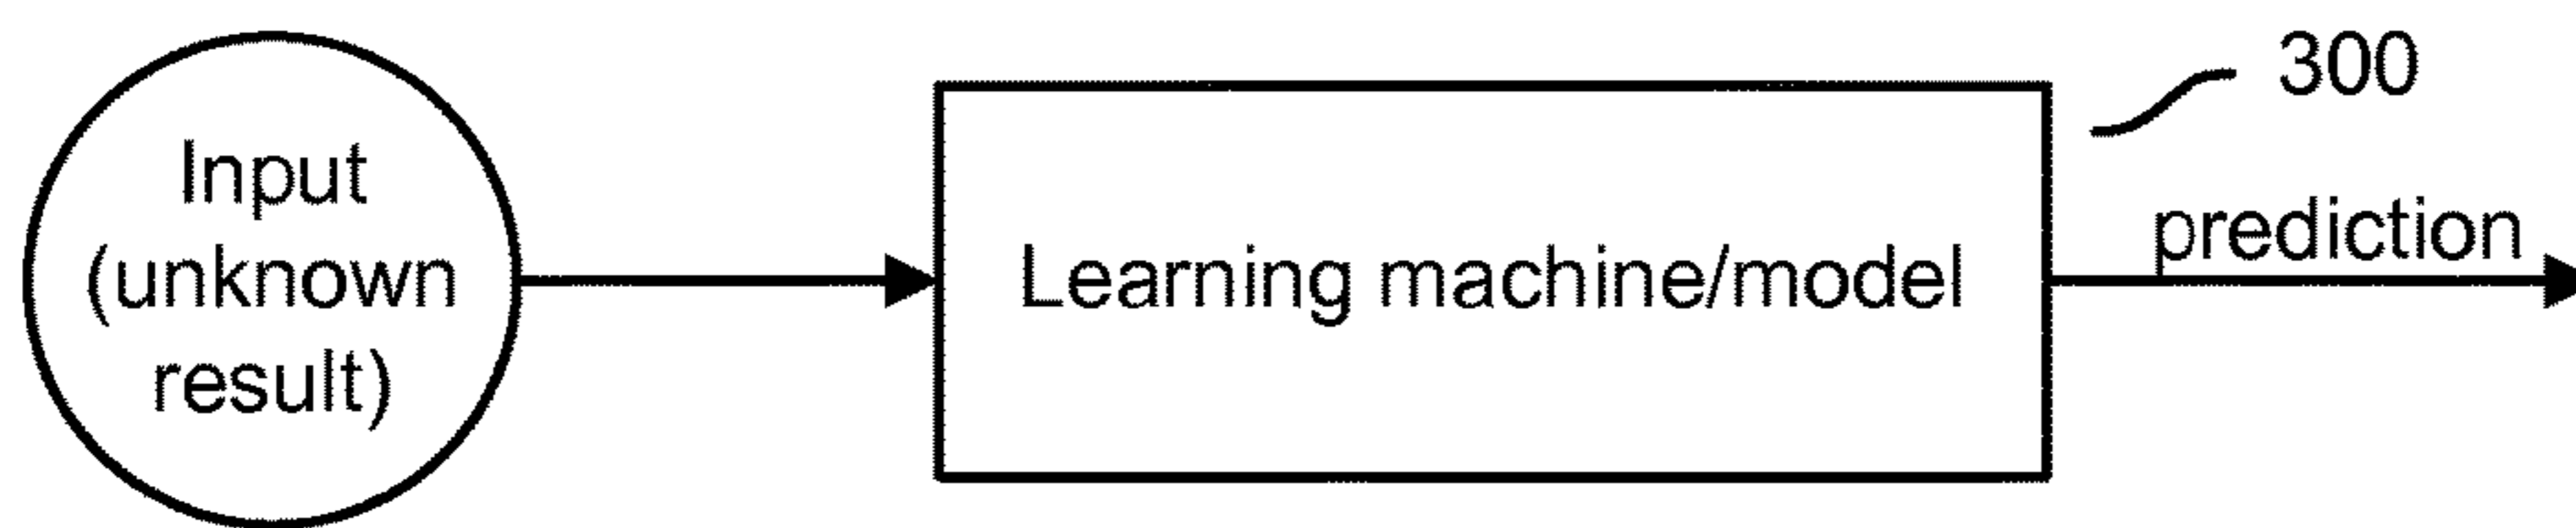 Input
(unknown
result)
Learning machine/model
300
prediction